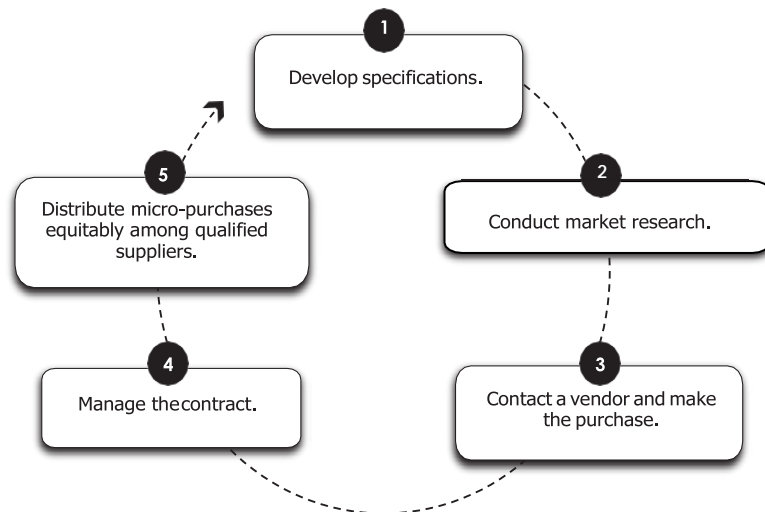 1
Develop specifications.
2
Conduct market research.
3
Contact a vendor and make
the purchase.
4
Manage thecontract.
5
Distribute micro-purchases
equitably among qualified
suppliers.